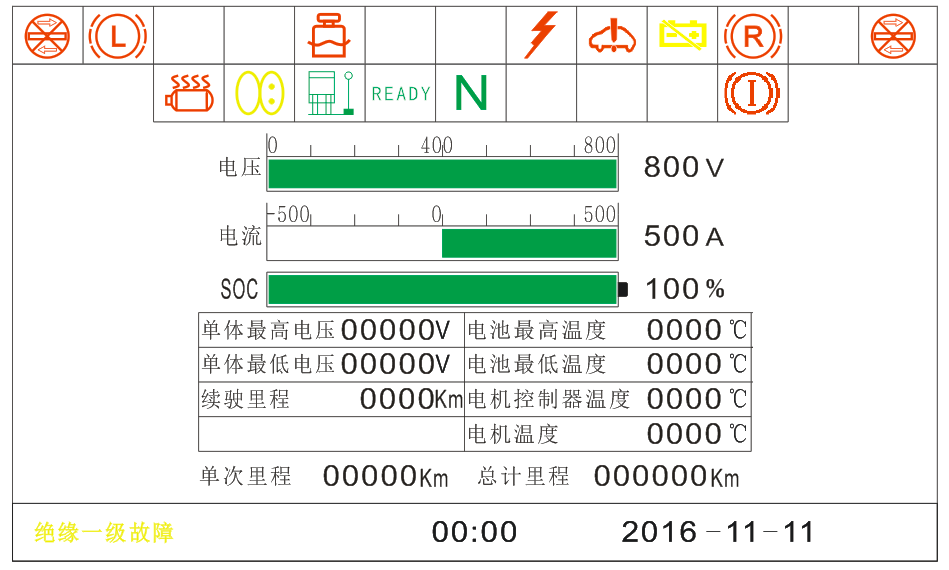 L R
READY N I
0 400 800
电压 800 V
-500 0 500
电流 500 A
SOC 100 %
单体最高电压 00000V 电池最高温度 0000 ℃
单体最低电压 00000V 电池最低温度 0000 ℃
续驶里程 0000Km 电机控制器温度 0000 ℃
电机温度 0000 ℃
单次里程 00000Km 总计里程 000000Km
绝缘一级故障 00:00 2016-11-11